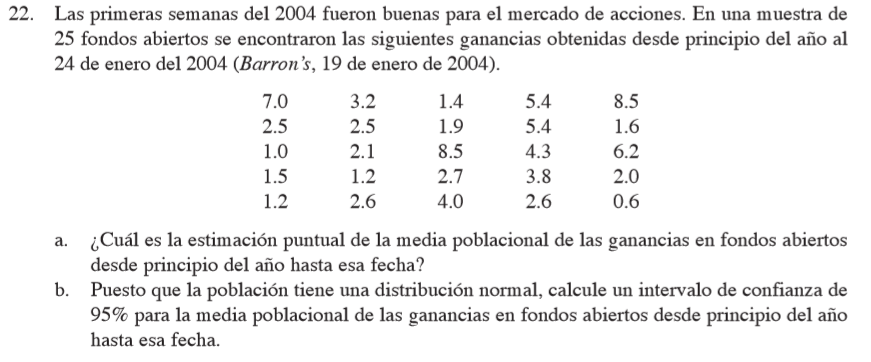 22. Las primeras semanas del 2004 fueron buenas para el mercado de acciones. En una muestra de
25 fondos abiertos se encontraron las siguientes ganancias obtenidas desde principio del año al
24 de enero del 2004 (Barron’s, 19 de enero de 2004).
7.0 3.2 1.4 5.4 8.5
2.5 2.5 1.9 5.4 1.6
1.0 2.1 8.5 4.3 6.2
1.5 1.2 2.7 3.8 2.0
1.2 2.6 4.0 2.6 0.6
a. ¿Cuál es la estimación puntual de la media poblacional de las ganancias en fondos abiertos
desde principio del año hasta esa fecha?
b. Puesto que la población tiene una distribución normal, calcule un intervalo de confianza de
95% para la media poblacional de las ganancias en fondos abiertos desde principio del año
hasta esa fecha.